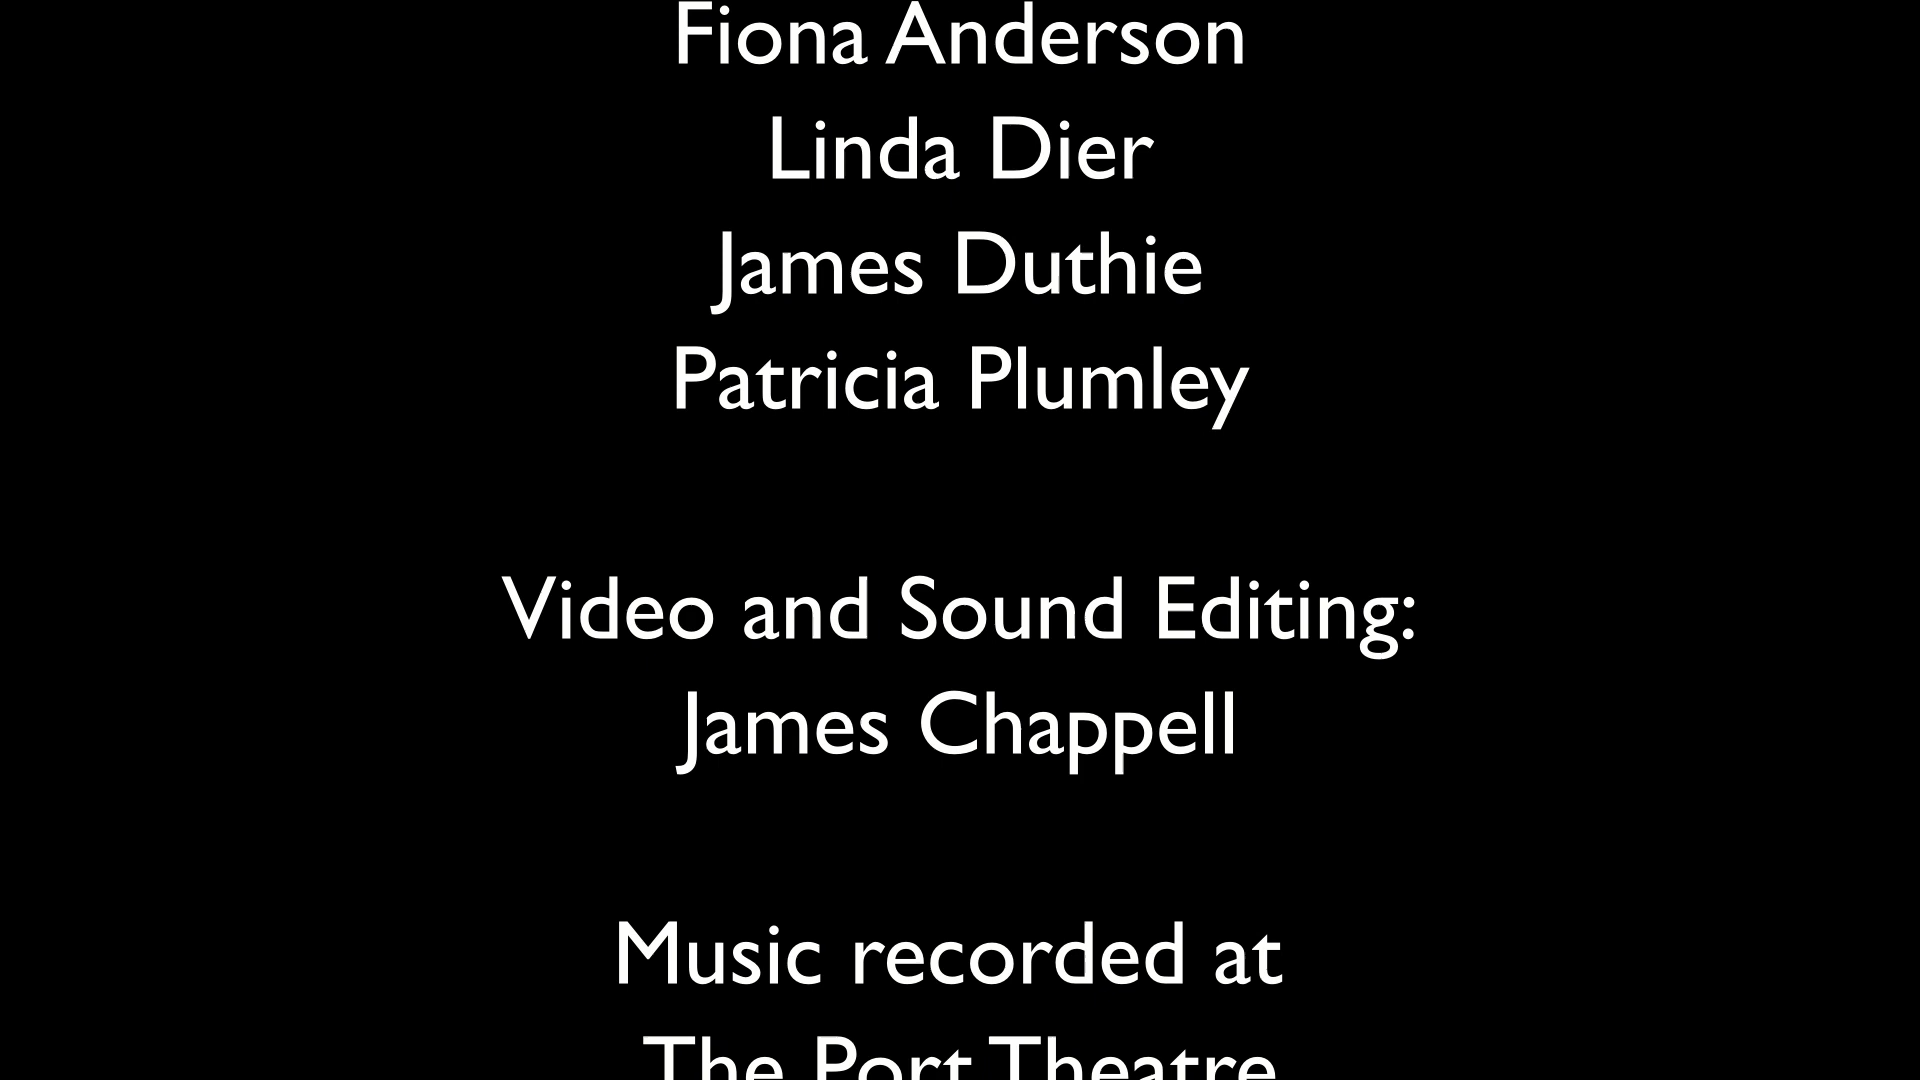 Fiona Anderson
Linda Dier
James Duthie
Patricia Plumley
Video and Sound Editing:
James Chappell
Music recorded at
The Port Theatre